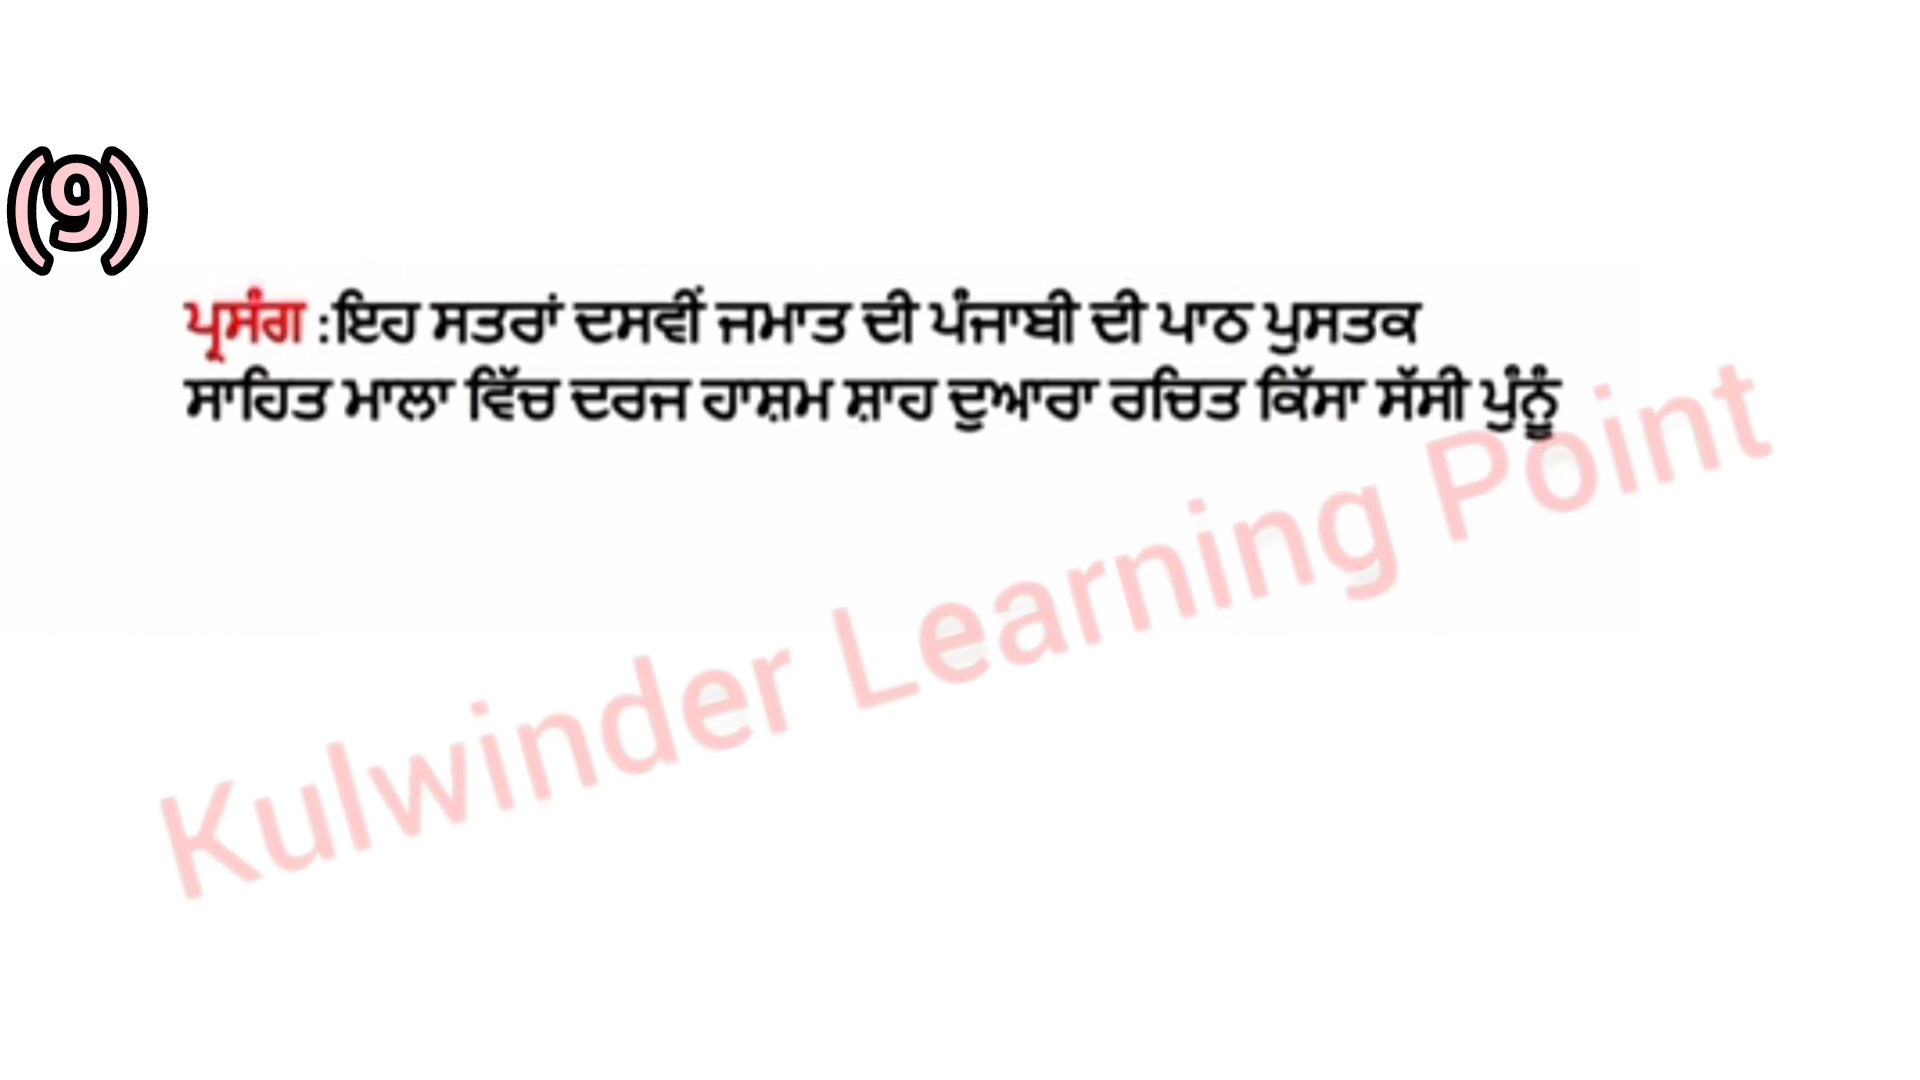 (9)
ਪ੍ਰਸੰਗ :ਇਹ ਸਤਰਾਂ ਦਸਵੀਂ ਜਮਾਤ ਦੀ ਪੰਜਾਬੀ ਦੀ ਪਾਠ ਪੁਸਤਕ
ਸਾਹਿਤ ਮਾਲਾ ਵਿੱਚ ਦਰਜ ਹਾਸ਼ਮ ਸ਼ਾਹ ਦੁਆਰਾ ਰਚਿਤ ਕਿੱਸਾ ਸੱਸੀ ਪੁੰਨੂੰ
Kulwinder Learning Point